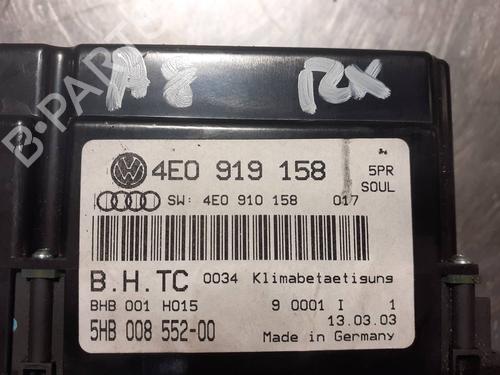 B-PARTS
A8 12X
4E0 919 158 5PR
SOUL
SW: 4E0 910 158 017
B.H.TC 0034 Klimabetaetigung
BHB 001 H015 9 0001 I 1
5HB 008 552-00 13.03.03
Made in Germany